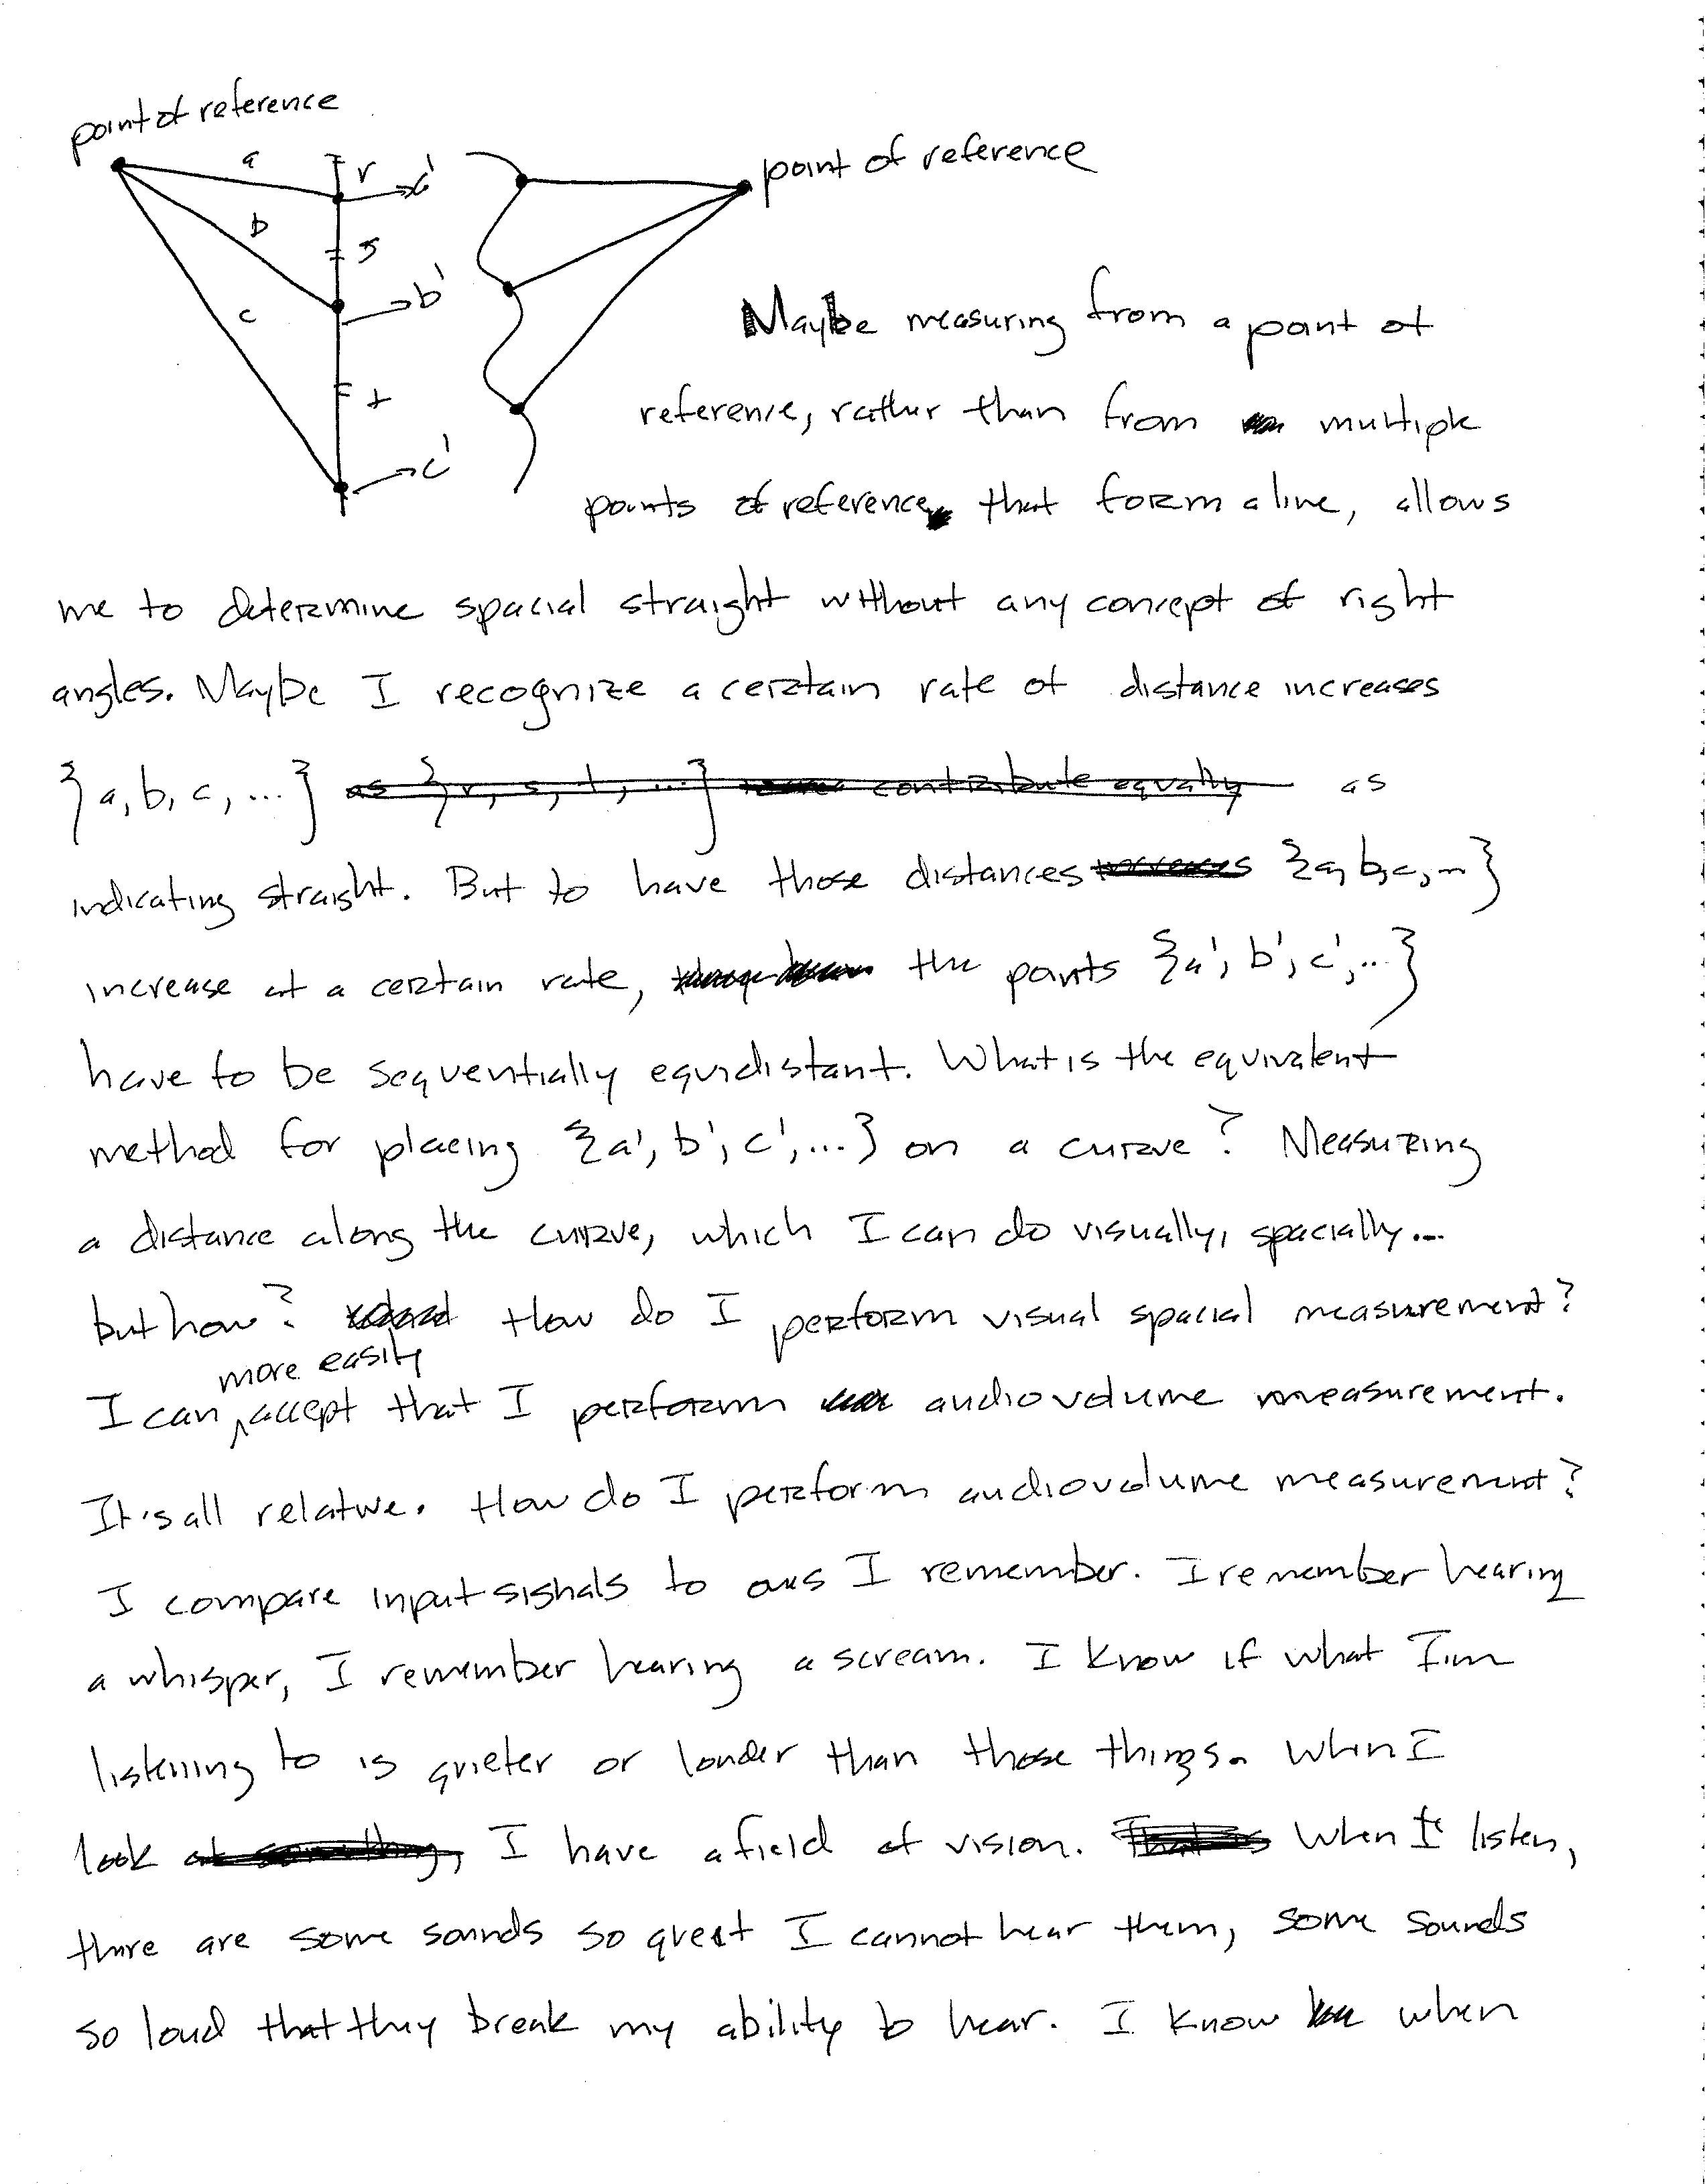 point of reference
a
r
a'
b
s
b'
c
t
c'
point of reference
Maybe measuring from a point of
reference, rather than from multiple
points of reference that form a line, allows
me to determine spacial straight without any concept of right
angles. Maybe I recognize a certain rate of distance increases
{a, b, c, ...} as {r, s, t, ...} contribute equally as
indicating straight. But to have those distances increases {a, b, c, ...}
increase at a certain rate, the points {a', b', c', ...}
have to be sequentially equidistant. What is the equivalent
method for placing {a', b', c', ...} on a curve? Measuring
a distance along the curve, which I can do visually, spacially...
but how? How do I perform visual spacial measurement?
more easily
I can accept that I perform audiovolume measurement.
It's all relative. How do I perform audiovolume measurement?
I compare input signals to ones I remember. I remember hearing
a whisper, I remember hearing a scream. I know if what I'm
listening to is quieter or louder than those things. When I
look at something, I have a field of vision. That is When I listen,
there are some sounds so quiet I cannot hear them, some sounds
so loud that they break my ability to hear. I know when